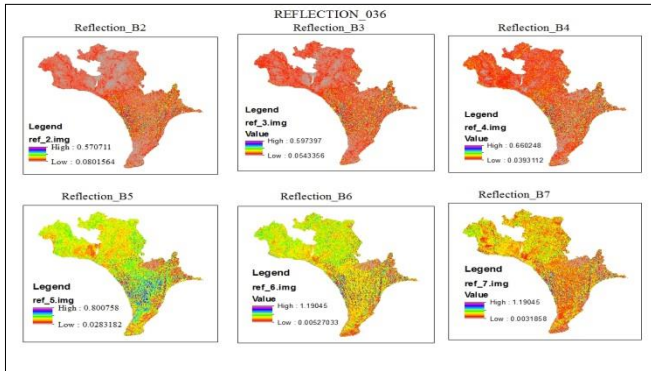 REFLECTION_036
Reflection_B2
Reflection_B3
Reflection_B4
Legend
ref_2.img
High : 0.570711
Low : 0.0801564
Legend
ref_3.img
Value
High : 0.597397
Low : 0.0543356
Legend
ref_4.img
Value
High : 0.660248
Low : 0.0393112
Reflection_B5
Reflection_B6
Reflection_B7
Legend
ref_5.img
High : 0.800758
Low : 0.0283182
Legend
ref_6.img
Value
High : 1.19045
Low : 0.00527033
Legend
ref_7.img
Value
High : 1.19045
Low : 0.0031858